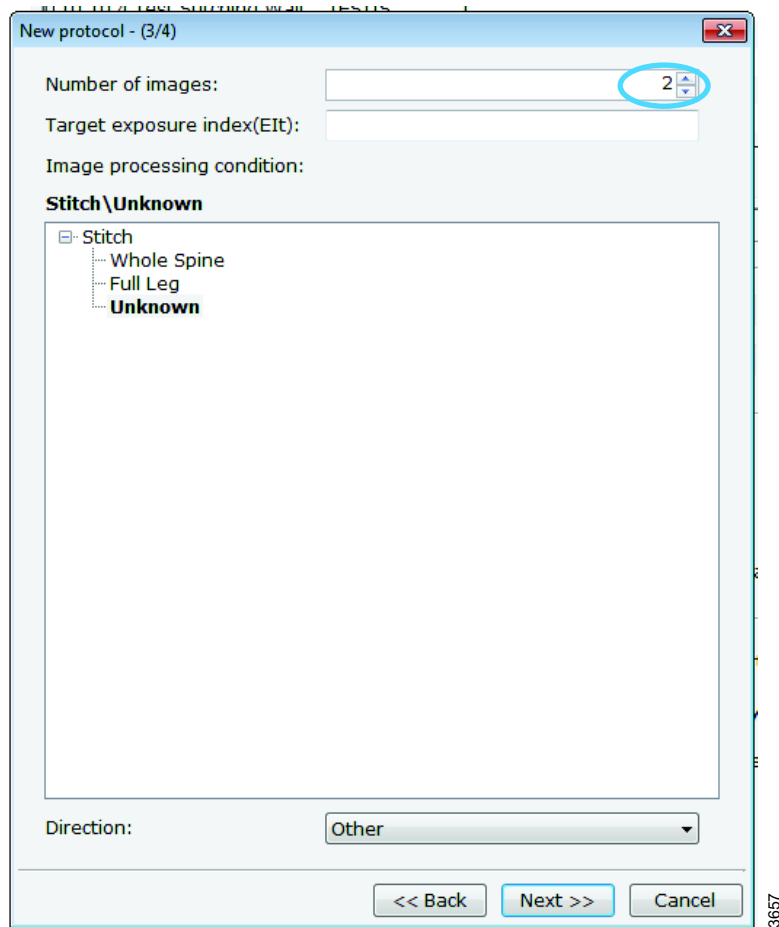 New protocol - (3/4)
Number of images: 2
Target exposure index(EIt):
Image processing condition:
Stitch\Unknown
Stitch
Whole Spine
Full Leg
Unknown
Direction: Other
<< Back Next >> Cancel
3657